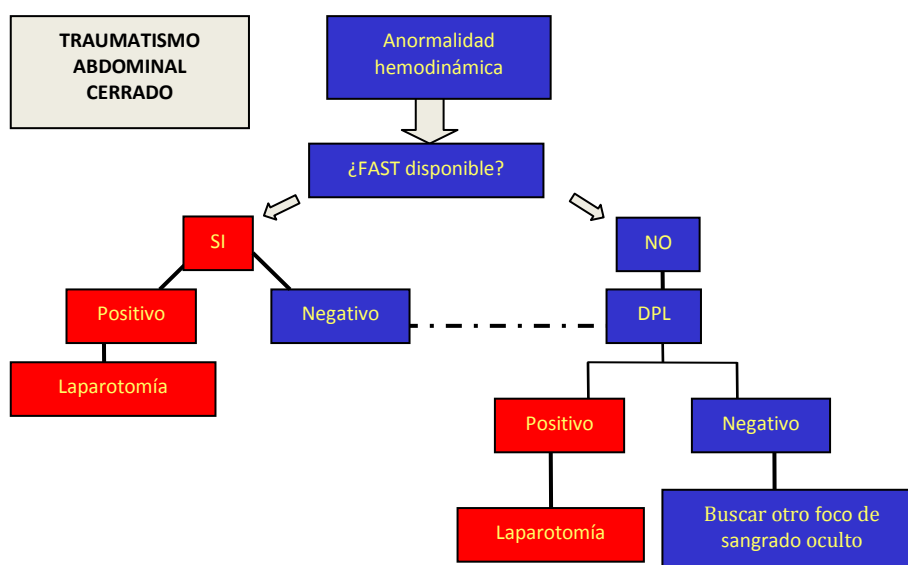 TRAUMATISMO
ABDOMINAL
CERRADO
Anormalidad
hemodinámica
¿FAST disponible?
SI
NO
Positivo
Negativo
DPL
Laparotomía
Positivo
Negativo
Laparotomía
Buscar otro foco de
sangrado oculto